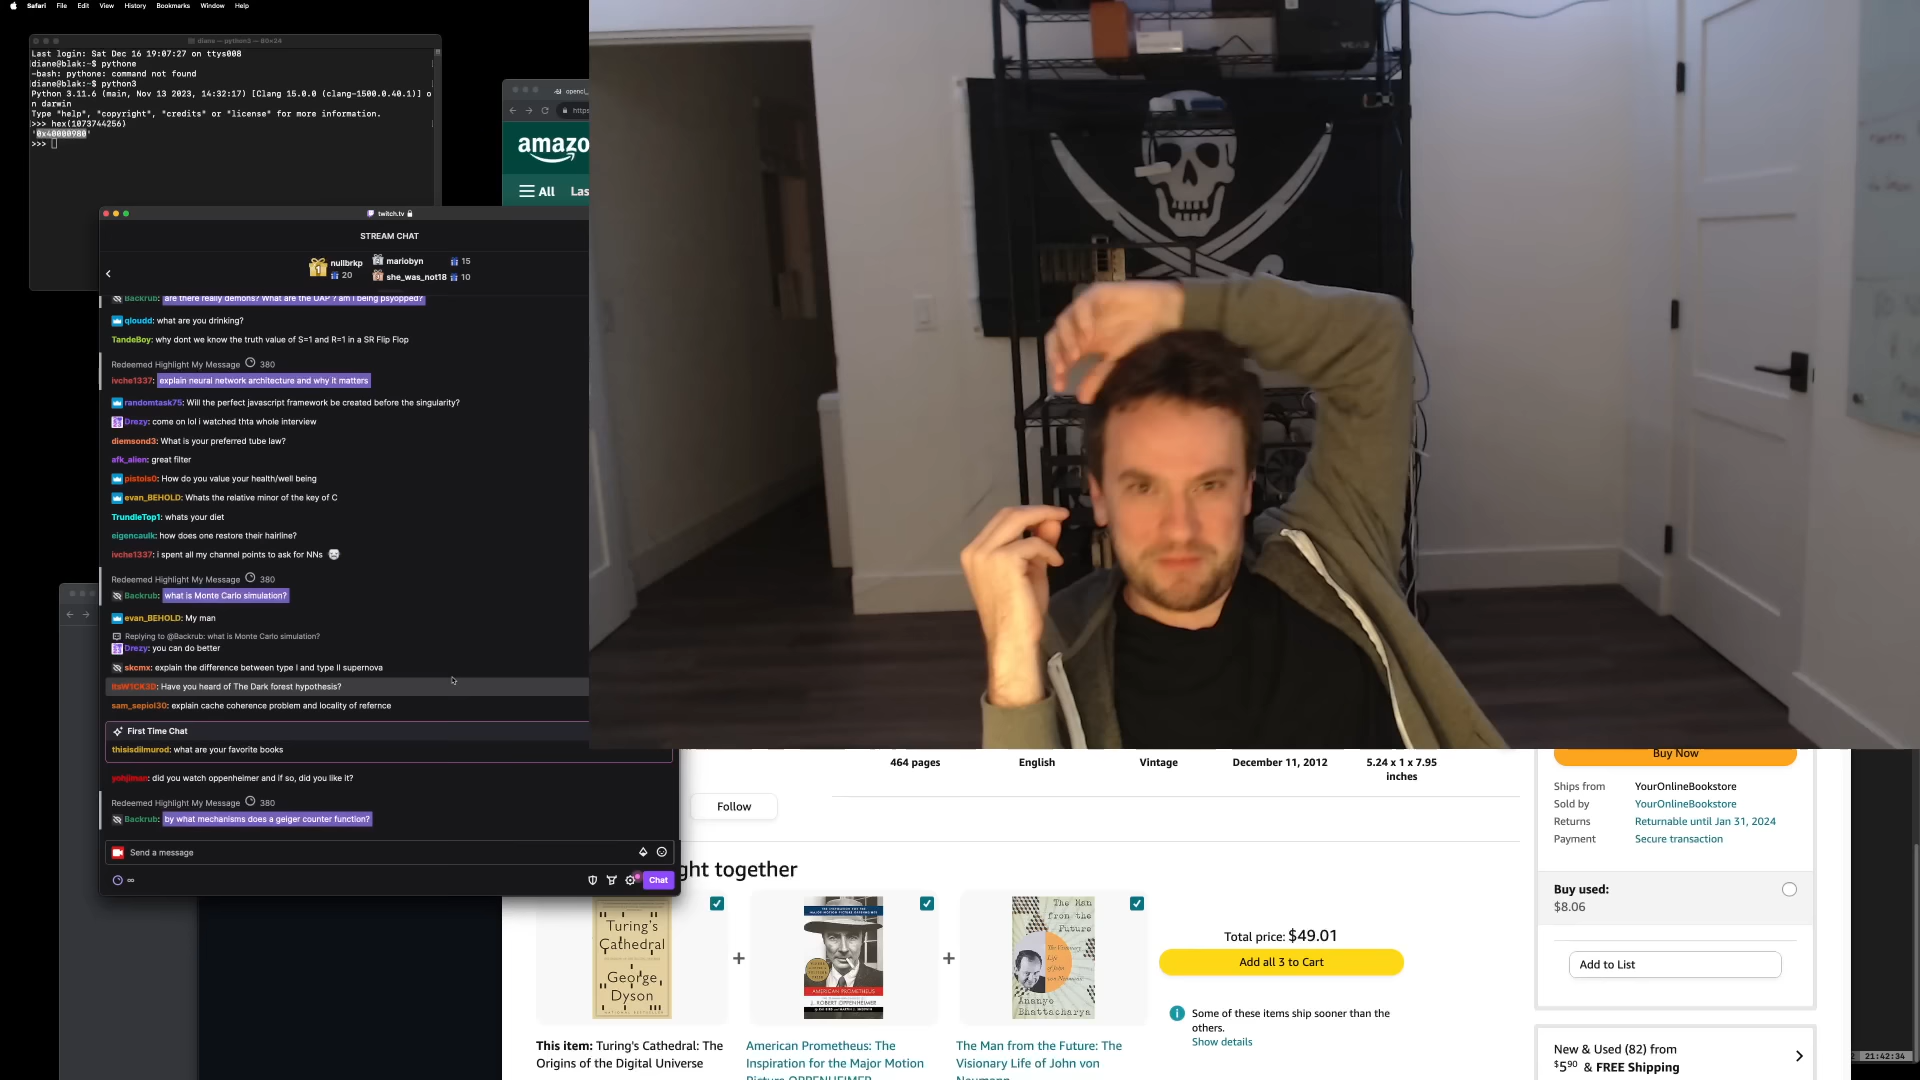 Safari File Edit View History Bookmarks Window Help
diane — python3 — 80×24
Last login: Sat Dec 16 19:07:27 on ttys008
diane@blak:~$ pythone
-bash: pythone: command not found
diane@blak:~$ python3
Python 3.11.6 (main, Nov 13 2023, 14:32:17) [Clang 15.0.0 (clang-1500.0.40.1)] o
n darwin
Type "help", "copyright", "credits" or "license" for more information.
>>> hex(1073744256)
'0x40000980'
>>>
opencl_
https
amazo
All Las
twitch.tv
STREAM CHAT
nullbrkp
20
mariobyn 15
she_was_not18 10
Backrub: are there really demons? What are the UAP ? am i being psyopped?
qloudd: what are you drinking?
TandeBoy: why dont we know the truth value of S=1 and R=1 in a SR Flip Flop
Redeemed Highlight My Message 380
ivche1337: explain neural network architecture and why it matters
randomtask75: Will the perfect javascript framework be created before the singularity?
Drezy: come on lol i watched thta whole interview
diemsond3: What is your preferred tube law?
afk_alien: great filter
pistols0: How do you value your health/well being
evan_BEHOLD: Whats the relative minor of the key of C
TrundleTop1: whats your diet
eigencaulk: how does one restore their hairline?
ivche1337: i spent all my channel points to ask for NNs
Redeemed Highlight My Message 380
Backrub: what is Monte Carlo simulation?
evan_BEHOLD: My man
Replying to @Backrub: what is Monte Carlo simulation?
Drezy: you can do better
skcmx: explain the difference between type I and type II supernova
ItsW1CK3D: Have you heard of The Dark forest hypothesis?
sam_sepiol30: explain cache coherence problem and locality of refernce
First Time Chat
thisisdilmurod: what are your favorite books
did you watch oppenheimer and if so, did you like it?
Redeemed Highlight My Message 380
Backrub: by what mechanisms does a geiger counter function?
Send a message
Chat
464 pages English Vintage December 11, 2012 5.24 x 1 x 7.95
inches
Follow
Buy Now
Ships from YourOnlineBookstore
Sold by YourOnlineBookstore
Returns Returnable until Jan 31, 2024
Payment Secure transaction
Buy used:
$8.06
Add to List
New & Used (82) from
$5.90 & FREE Shipping
ght together
Turing's
Cathedral
George
Dyson
AMERICAN PROMETHEUS
J. ROBERT OPPENHEIMER
The Man
from the
Future
Ananyo
Bhattacharya
Total price: $49.01
Add all 3 to Cart
Some of these items ship sooner than the
others.
Show details
This item: Turing's Cathedral: The
Origins of the Digital Universe
American Prometheus: The
Inspiration for the Major Motion
Picture OPPENHEIMER
The Man from the Future: The
Visionary Life of John von
Neumann
21:42:34